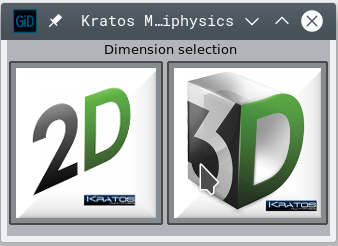 GiD Kratos M…iphysics
Dimension selection
2D
3D
KRATOS
KRATOS